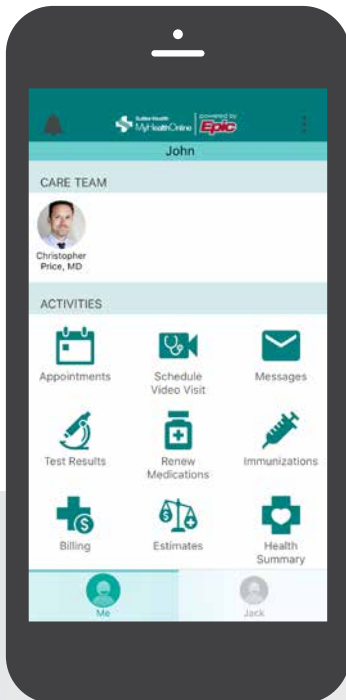 Sutter Health
MyHealthOnline
powered by
Epic
John
CARE TEAM
Christopher
Price, MD
ACTIVITIES
Appointments
Schedule
Video Visit
Messages
Test Results
Renew
Medications
Immunizations
Billing
Estimates
Health
Summary
Me
Jack